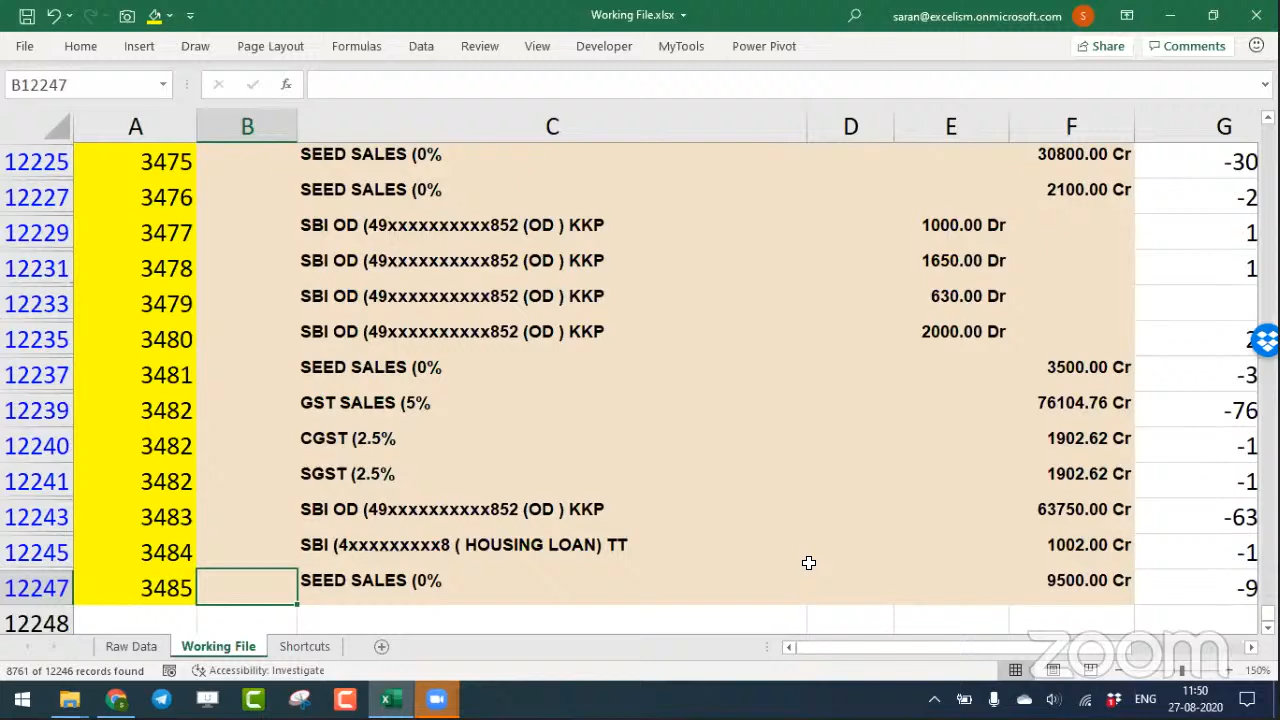 Working File.xlsx
saran@excelism.onmicrosoft.com S
File Home Insert Draw Page Layout Formulas Data Review View Developer MyTools Power Pivot Share Comments
B12247 fx
A B C D E F G
12225 3475 SEED SALES (0% 30800.00 Cr -30
12227 3476 SEED SALES (0% 2100.00 Cr -2
12229 3477 SBI OD (49xxxxxxxxxx852 (OD ) KKP 1000.00 Dr 1
12231 3478 SBI OD (49xxxxxxxxxx852 (OD ) KKP 1650.00 Dr 1
12233 3479 SBI OD (49xxxxxxxxxx852 (OD ) KKP 630.00 Dr
12235 3480 SBI OD (49xxxxxxxxxx852 (OD ) KKP 2000.00 Dr
12237 3481 SEED SALES (0% 3500.00 Cr -3
12239 3482 GST SALES (5% 76104.76 Cr -76
12240 3482 CGST (2.5% 1902.62 Cr -1
12241 3482 SGST (2.5% 1902.62 Cr -1
12243 3483 SBI OD (49xxxxxxxxxx852 (OD ) KKP 63750.00 Cr -63
12245 3484 SBI (4xxxxxxxxx8 ( HOUSING LOAN) TT 1002.00 Cr -1
12247 3485 SEED SALES (0% 9500.00 Cr -9
12248
Raw Data Working File Shortcuts
zoom
8761 of 12246 records found Accessibility: Investigate 150%
ENG 11:50
27-08-2020